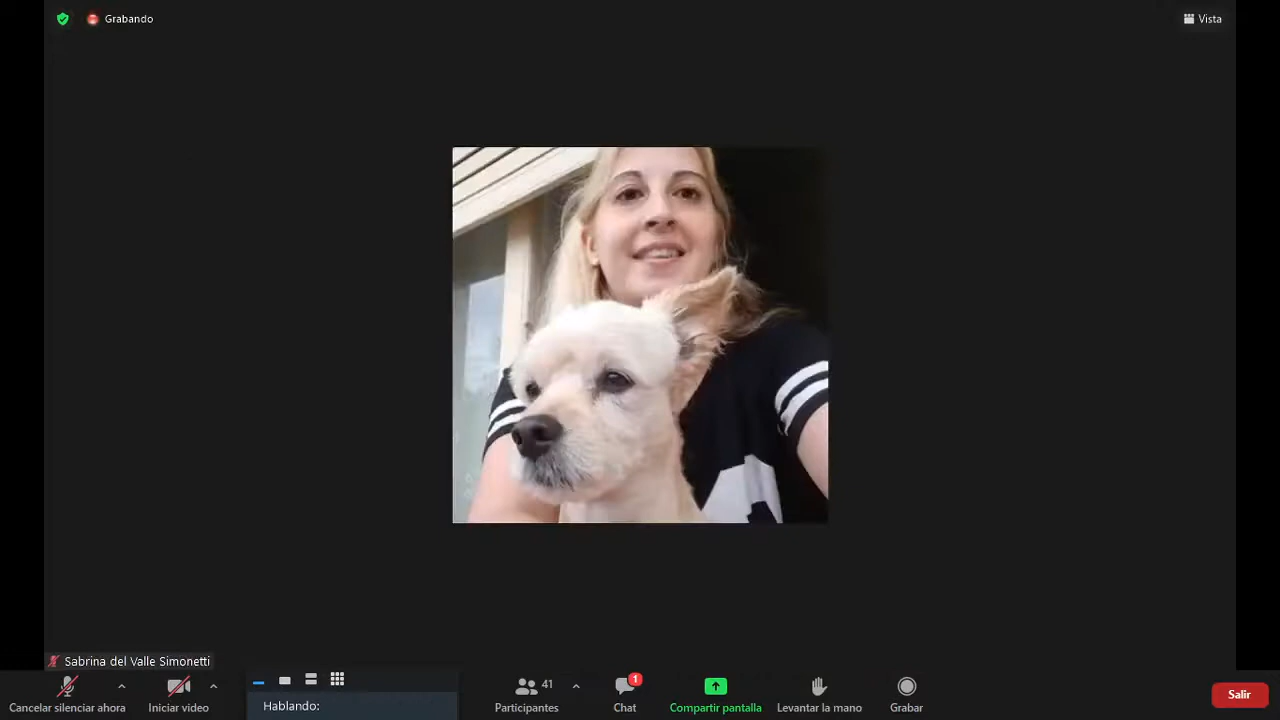 Grabando
Vista
Sabrina del Valle Simonetti
Cancelar silenciar ahora
Iniciar video
Hablando:
41
Participantes
1
Chat
Compartir pantalla
Levantar la mano
Grabar
Salir